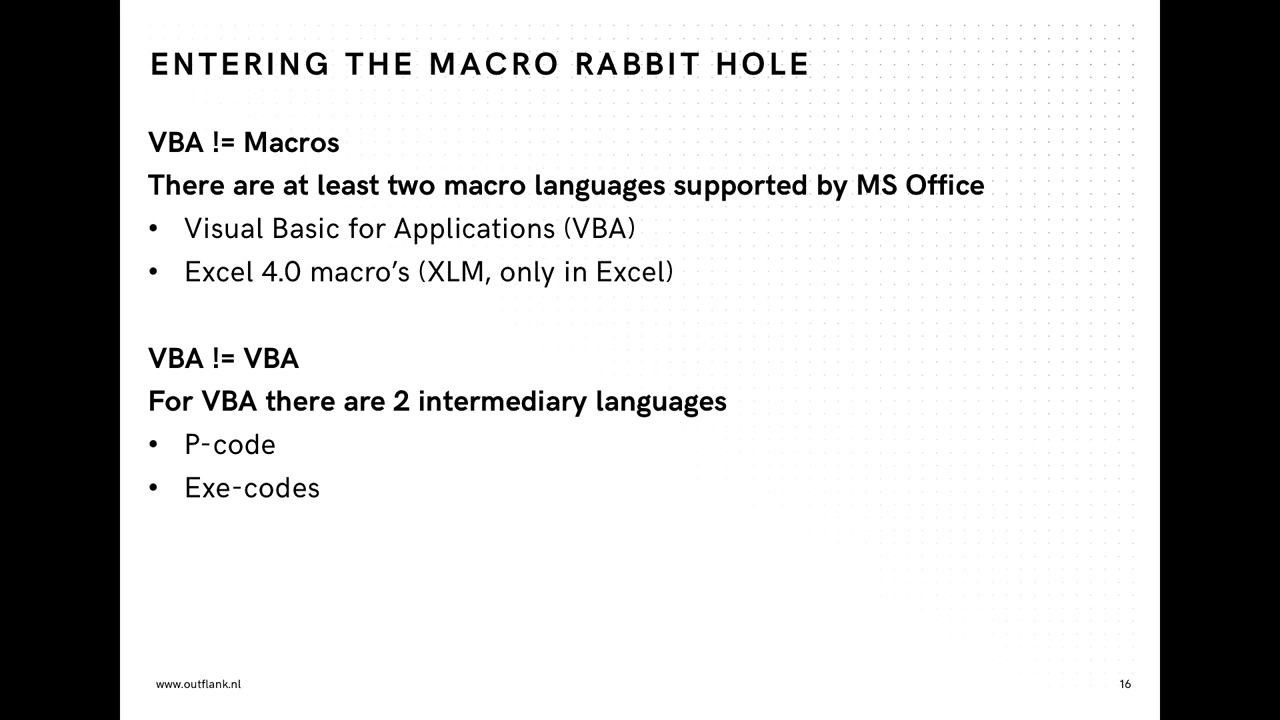 ENTERING THE MACRO RABBIT HOLE
VBA != Macros
There are at least two macro languages supported by MS Office
• Visual Basic for Applications (VBA)
• Excel 4.0 macro’s (XLM, only in Excel)
VBA != VBA
For VBA there are 2 intermediary languages
• P-code
• Exe-codes
www.outflank.nl
16